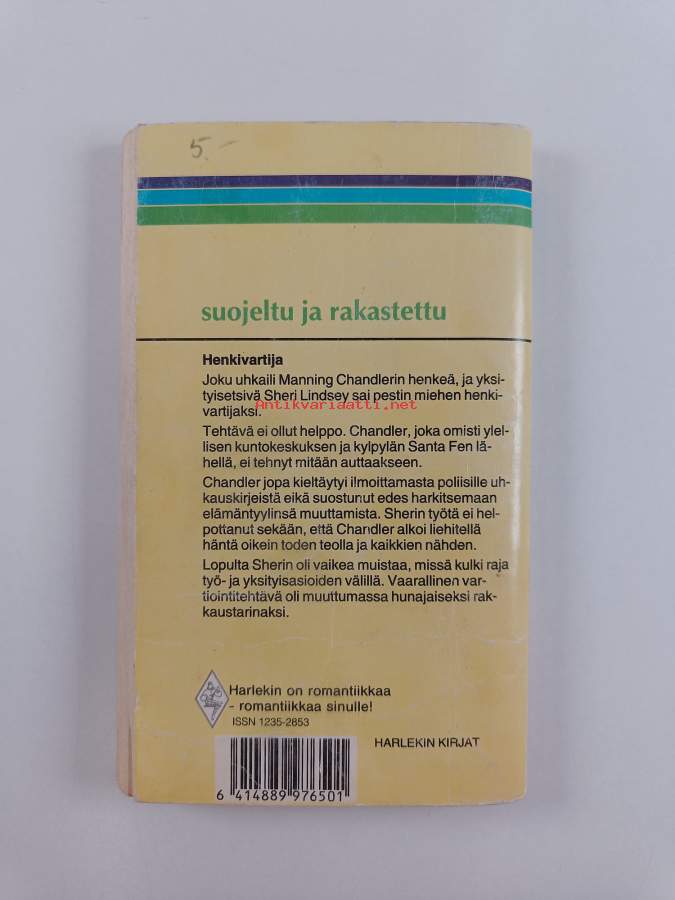 5.-
suojeltu ja rakastettu
Henkivartija
Joku uhkaili Manning Chandlerin henkeä, ja yksi-
tyisetsivä Sheri Lindsey sai pestin miehen henki-
vartijaksi.
Antikvariaatti.net
Tehtävä ei ollut helppo. Chandler, joka omisti ylel-
lisen kuntokeskuksen ja kylpylän Santa Fen lä-
hellä, ei tehnyt mitään auttaakseen.
Chandler jopa kieltäytyi ilmoittamasta poliisille uh-
kauskirjeistä eikä suostunut edes harkitsemaan
elämäntyylinsä muuttamista. Sherin työtä ei hel-
pottanut sekään, että Chandler alkoi liehitellä
häntä oikein toden teolla ja kaikkien nähden.
Lopulta Sherin oli vaikea muistaa, missä kulki raja
työ- ja yksityisasioiden välillä. Vaarallinen var-
tiointitehtävä oli muuttumassa hunajaiseksi rak-
kaustarinaksi.
Harlekin on romantiikkaa
- romantiikkaa sinulle!
ISSN 1235-2853
HARLEKIN KIRJAT
6 414889 976501